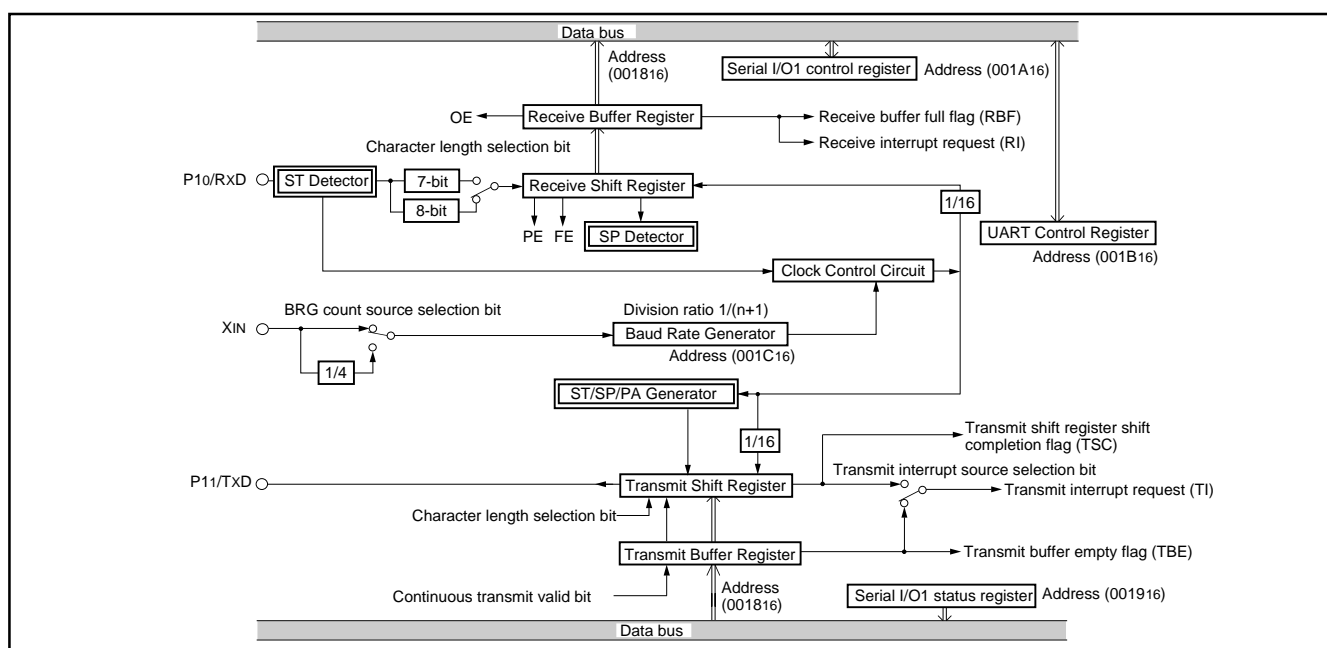 Data bus
Address
(001816)
Serial I/O1 control register
Address (001A16)
OE
Receive Buffer Register
Receive buffer full flag (RBF)
Receive interrupt request (RI)
Character length selection bit
P10/RXD
ST Detector
7-bit
8-bit
Receive Shift Register
1/16
PE
FE
SP Detector
UART Control Register
Address (001B16)
Clock Control Circuit
BRG count source selection bit
Division ratio 1/(n+1)
XIN
Baud Rate Generator
Address (001C16)
1/4
ST/SP/PA Generator
1/16
Transmit shift register shift
completion flag (TSC)
Transmit interrupt source selection bit
P11/TXD
Transmit Shift Register
Transmit interrupt request (TI)
Character length selection bit
Transmit Buffer Register
Transmit buffer empty flag (TBE)
Continuous transmit valid bit
Address
(001816)
Serial I/O1 status register
Address (001916)
Data bus